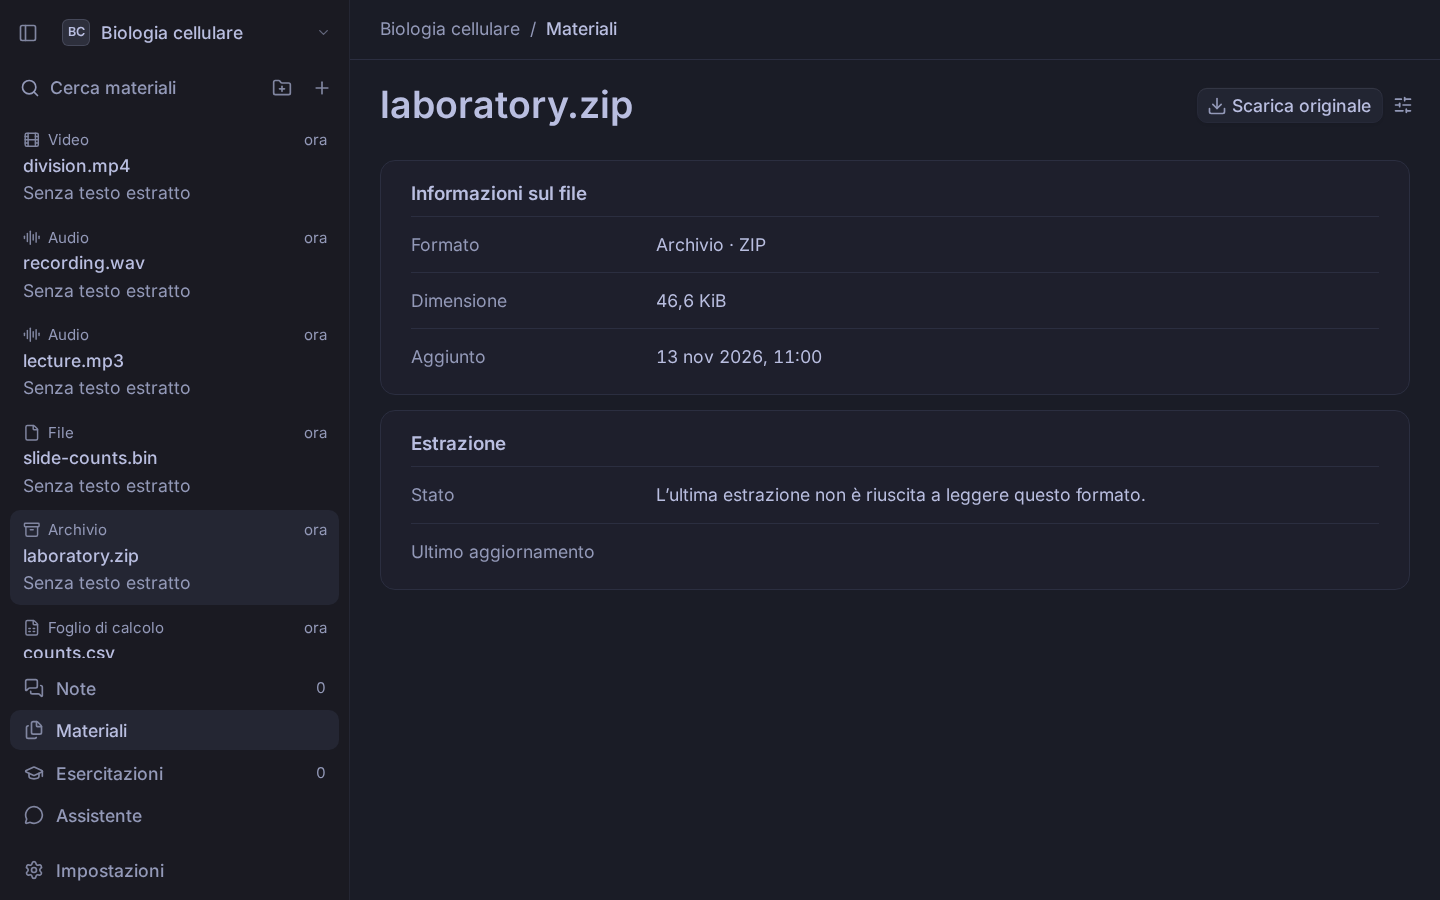 BC Biologia cellulare
Cerca materiali
Video ora
division.mp4
Senza testo estratto
Audio ora
recording.wav
Senza testo estratto
Audio ora
lecture.mp3
Senza testo estratto
File ora
slide-counts.bin
Senza testo estratto
Archivio ora
laboratory.zip
Senza testo estratto
Foglio di calcolo ora
counts.csv
Note 0
Materiali
Esercitazioni 0
Assistente
Impostazioni
Biologia cellulare / Materiali
laboratory.zip
Scarica originale
Informazioni sul file
Formato Archivio · ZIP
Dimensione 46,6 KiB
Aggiunto 13 nov 2026, 11:00
Estrazione
Stato L’ultima estrazione non è riuscita a leggere questo formato.
Ultimo aggiornamento